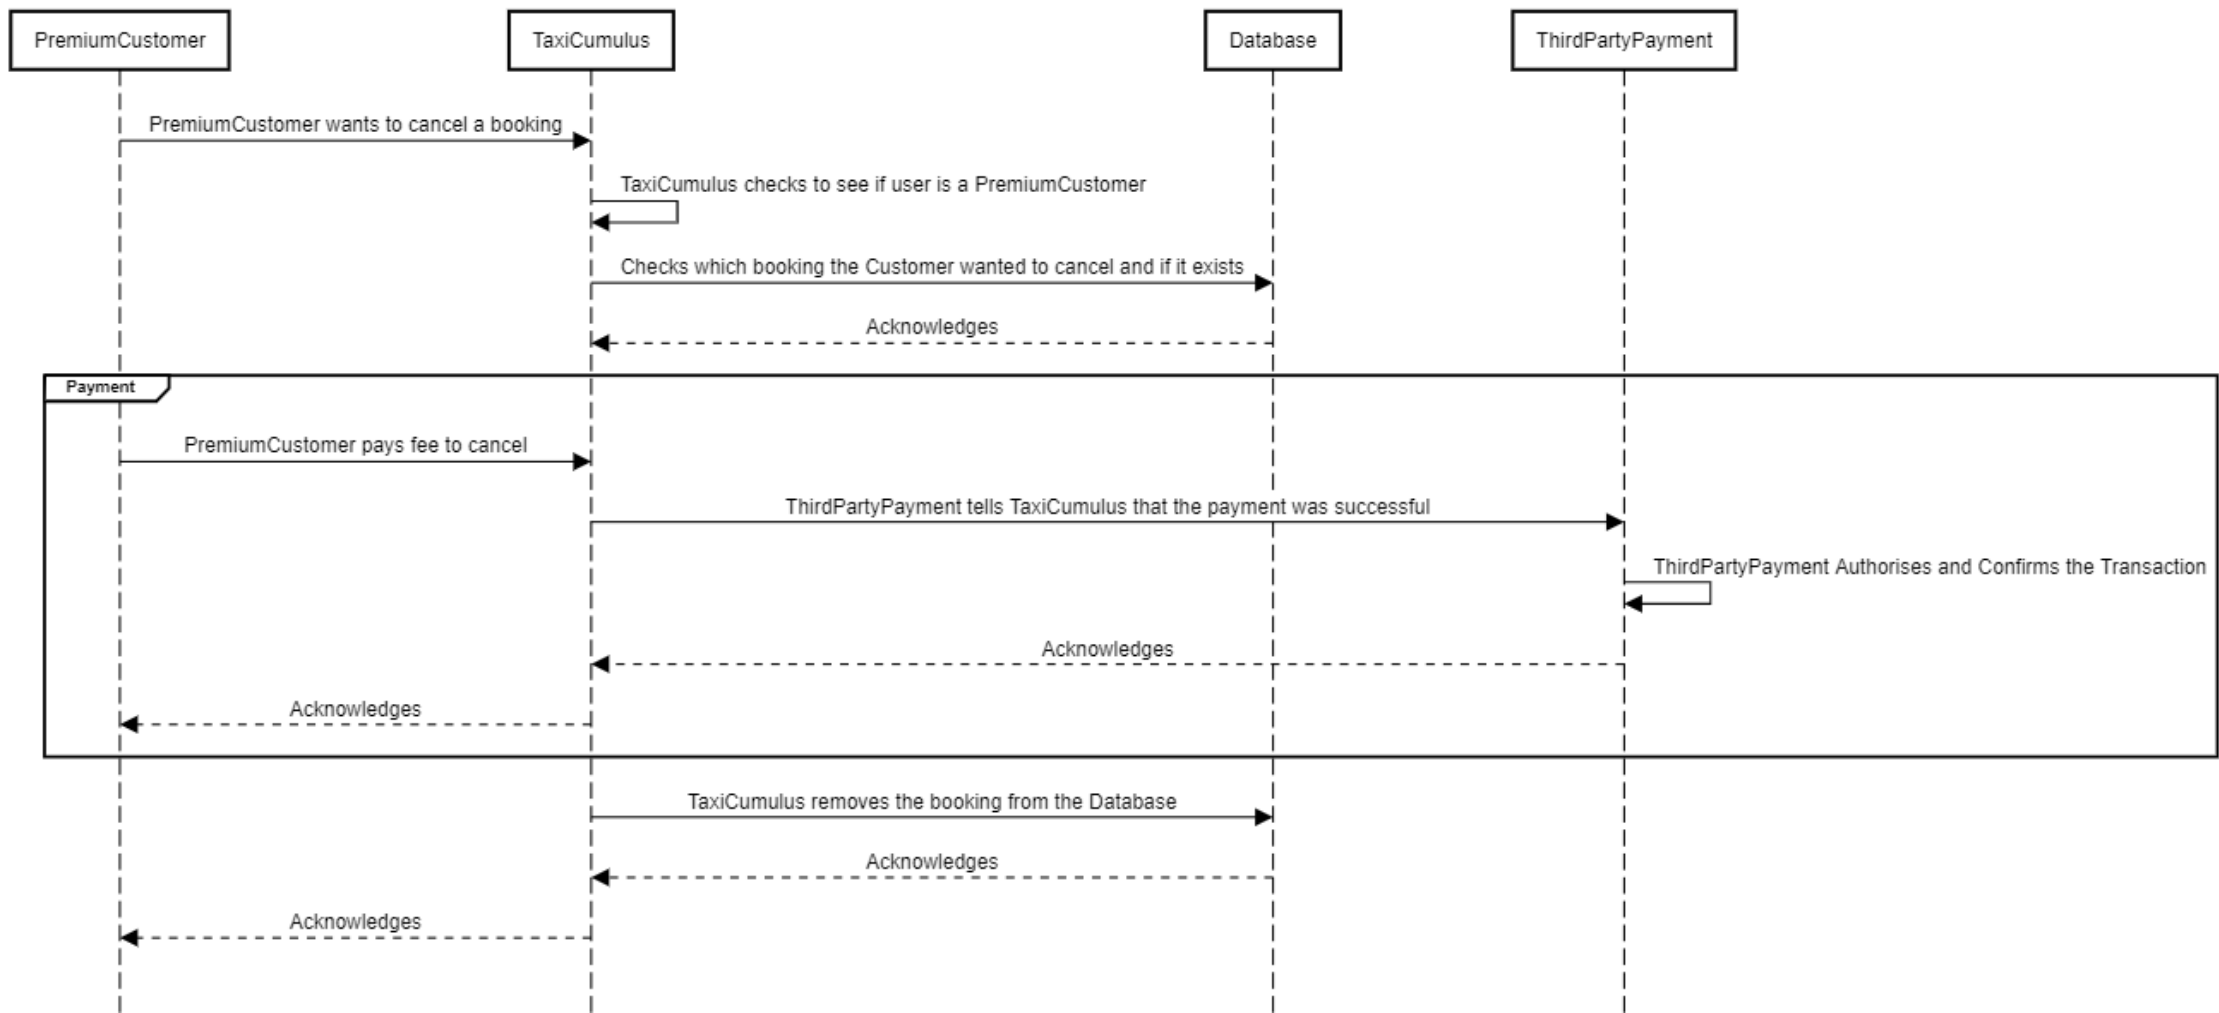 PremiumCustomer
TaxiCumulus
Database
ThirdPartyPayment
PremiumCustomer wants to cancel a booking
TaxiCumulus checks to see if user is a PremiumCustomer
Checks which booking the Customer wanted to cancel and if it exists
Acknowledges
Payment
PremiumCustomer pays fee to cancel
ThirdPartyPayment tells TaxiCumulus that the payment was successful
ThirdPartyPayment Authorises and Confirms the Transaction
Acknowledges
Acknowledges
TaxiCumulus removes the booking from the Database
Acknowledges
Acknowledges